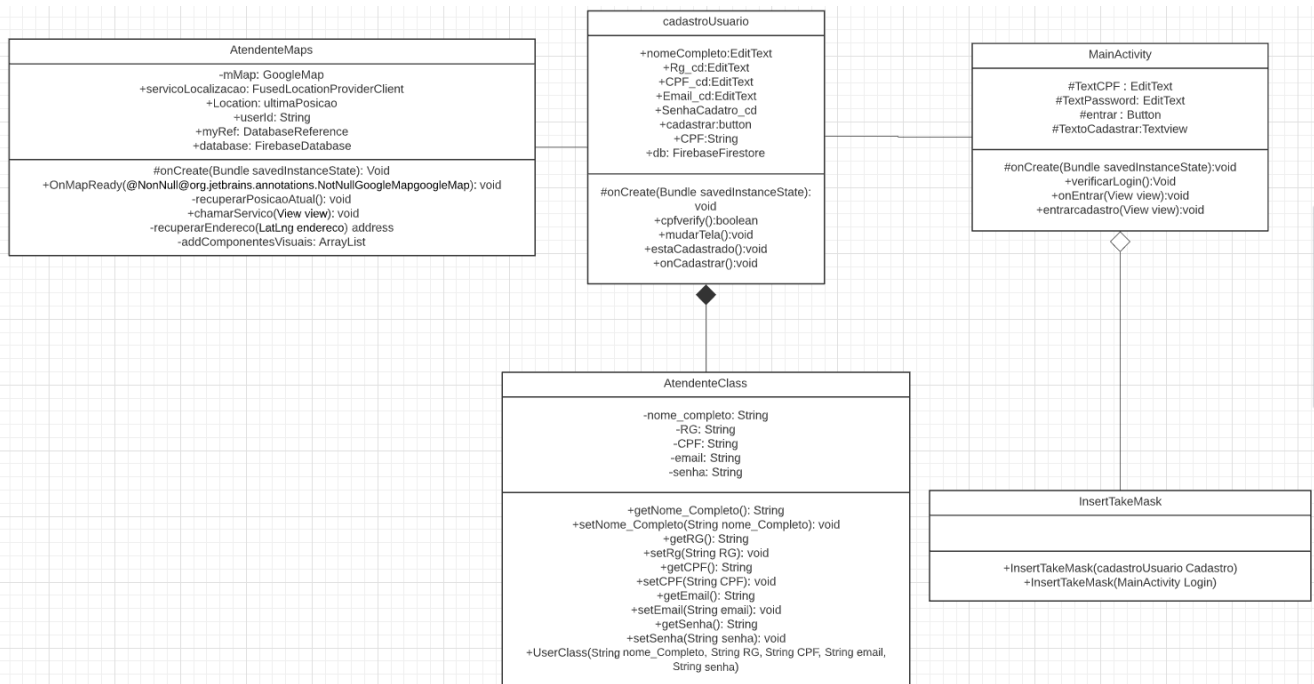 AtendenteMaps
-mMap: GoogleMap
+servicoLocalizacao: FusedLocationProviderClient
+Location: ultimaPosicao
+userId: String
+myRef: DatabaseReference
+database: FirebaseDatabase
#onCreate(Bundle savedInstanceState): Void
+OnMapReady(@NonNull@org.jetbrains.annotations.NotNullGoogleMapgoogleMap): void
-recuperarPosicaoAtual(): void
+chamarServico(View view): void
-recuperarEndereco(LatLng endereco) address
-addComponentesVisuais: ArrayList
cadastroUsuario
+nomeCompleto:EditText
+Rg_cd:EditText
+CPF_cd:EditText
+Email_cd:EditText
+SenhaCadatro_cd
+cadastrar:button
+CPF:String
+db: FirebaseFirestore
#onCreate(Bundle savedInstanceState):
void
+cpfverify():boolean
+mudarTela():void
+estaCadastrado():void
+onCadastrar():void
MainActivity
#TextCPF : EditText
#TextPassword: EditText
#entrar : Button
#TextoCadastrar:Textview
#onCreate(Bundle savedInstanceState):void
+verificarLogin():Void
+onEntrar(View view):void
+entrarcadastro(View view):void
AtendenteClass
-nome_completo: String
-RG: String
-CPF: String
-email: String
-senha: String
+getNome_Completo(): String
+setNome_Completo(String nome_Completo): void
+getRG(): String
+setRg(String RG): void
+getCPF(): String
+setCPF(String CPF): void
+getEmail(): String
+setEmail(String email): void
+getSenha(): String
+setSenha(String senha): void
+UserClass(String nome_Completo, String RG, String CPF, String email,
String senha)
InsertTakeMask
+InsertTakeMask(cadastroUsuario Cadastro)
+InsertTakeMask(MainActivity Login)